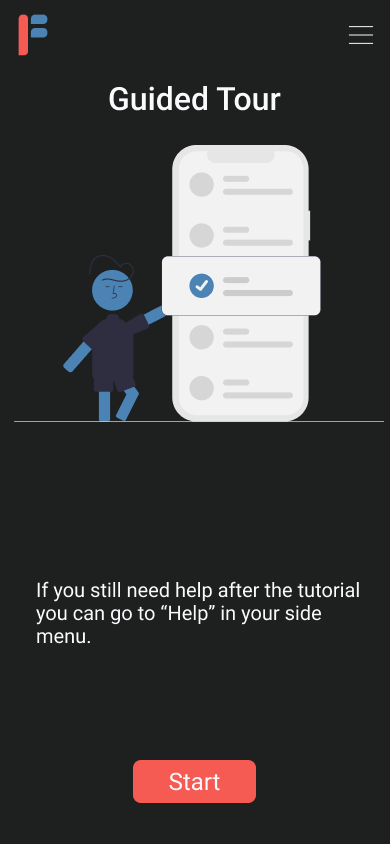 Guided Tour
If you still need help after the tutorial
you can go to “Help” in your side
menu.
Start